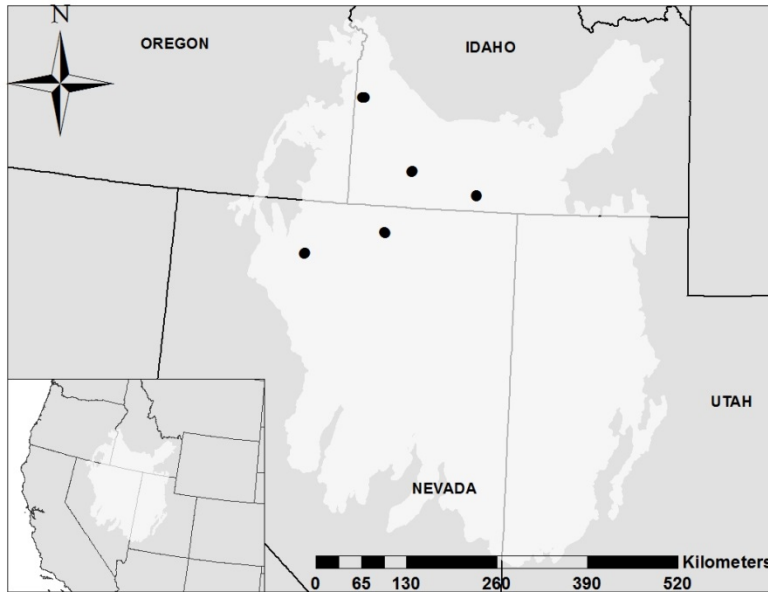 N
OREGON
IDAHO
UTAH
NEVADA
Kilometers
0 65 130 260 390 520